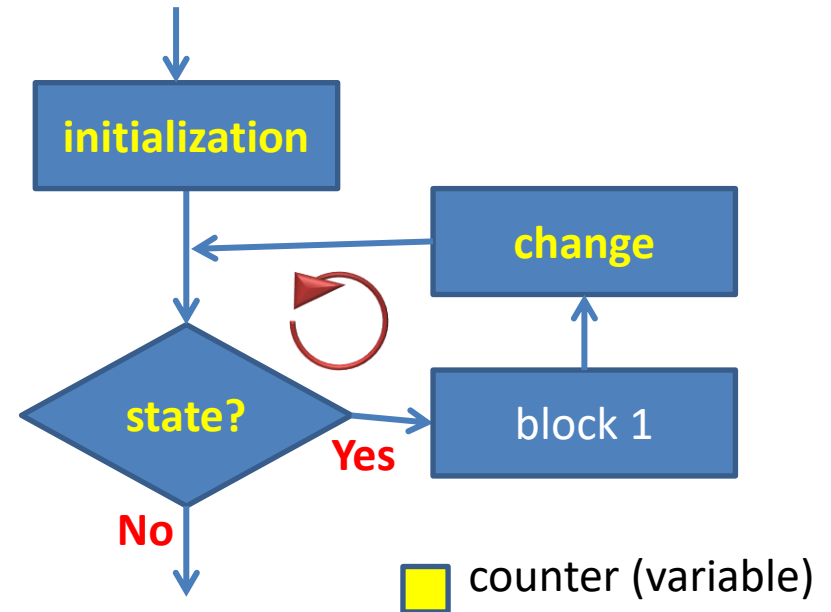 initialization
change
state?
block 1
Yes
No
counter (variable)